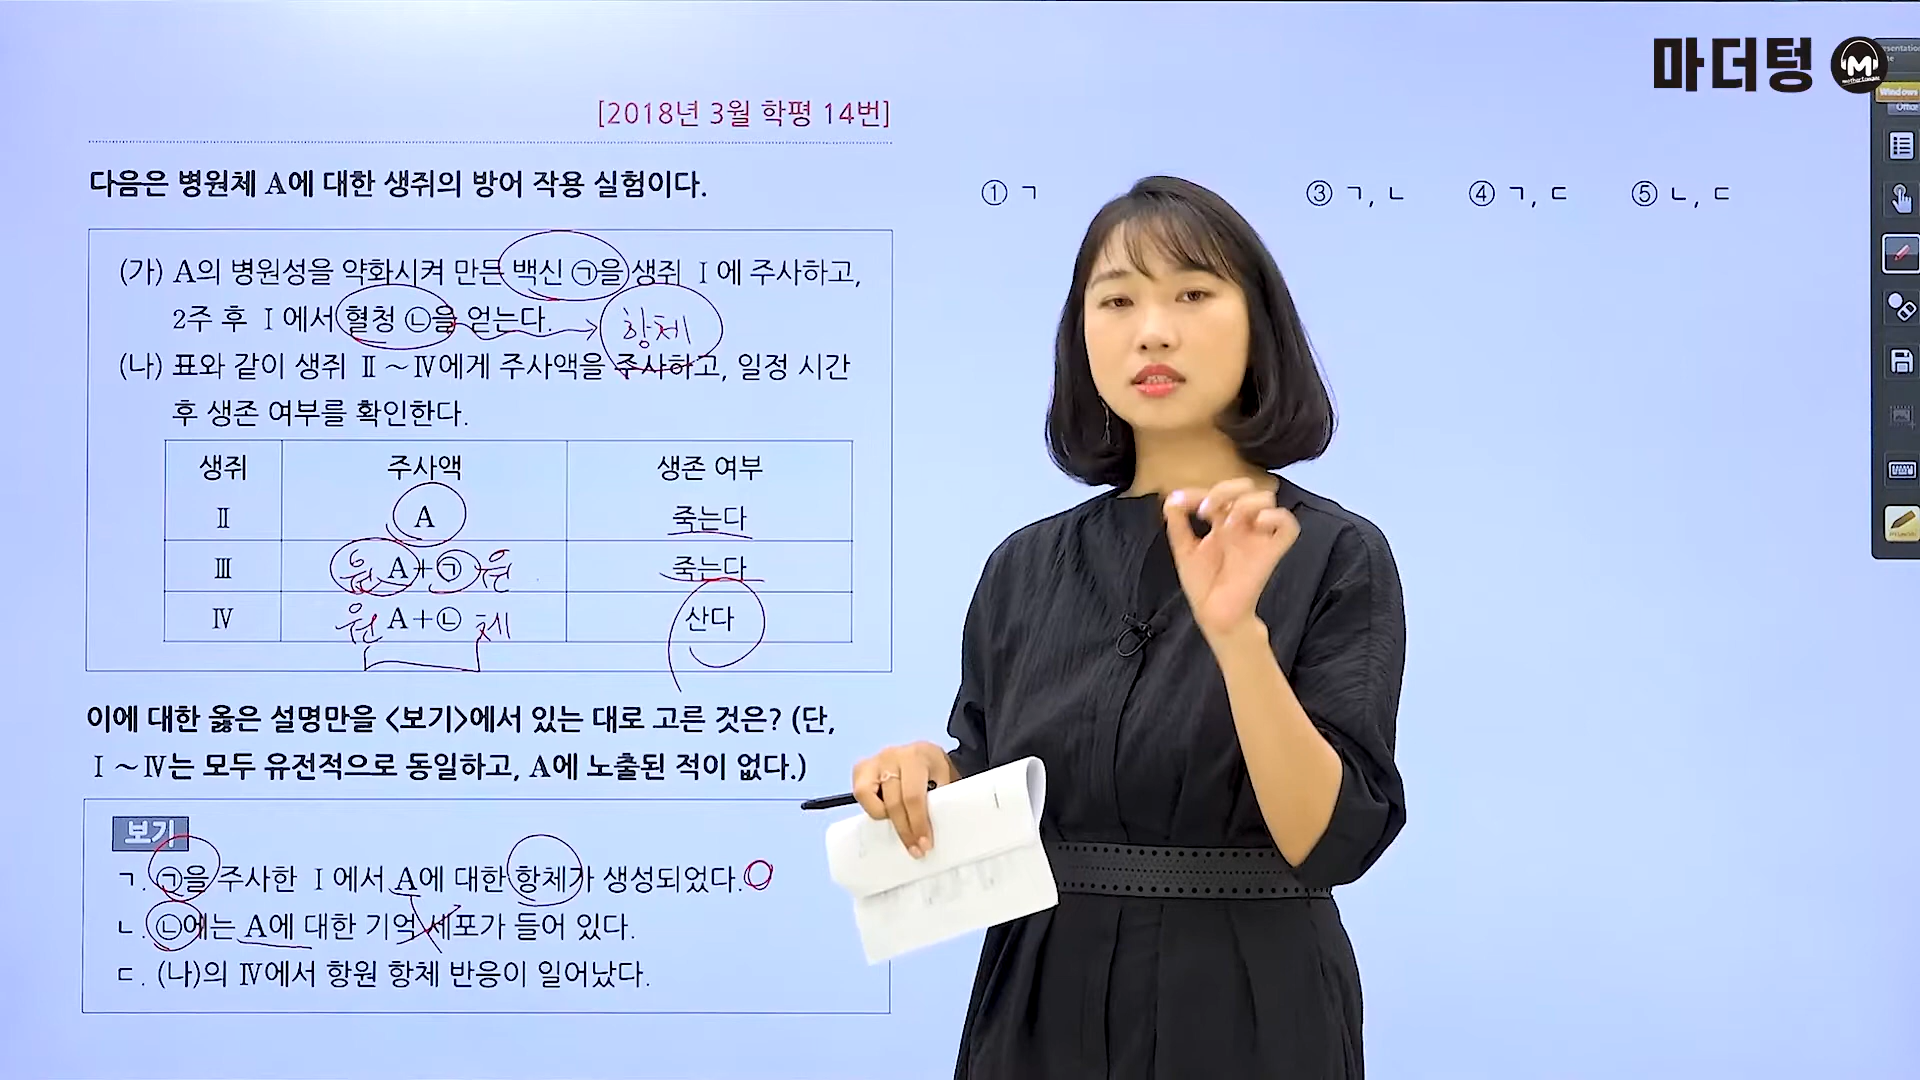 마더텅
[2018년 3월 학평 14번]
다음은 병원체 A에 대한 생쥐의 방어 작용 실험이다.
(가) A의 병원성을 약화시켜 만든 백신 ㉠을 생쥐 Ⅰ에 주사하고,
2주 후 Ⅰ에서 혈청 ㉡을 얻는다.
항체
(나) 표와 같이 생쥐 Ⅱ～Ⅳ에게 주사액을 주사하고, 일정 시간
후 생존 여부를 확인한다.
생쥐 주사액 생존 여부
Ⅱ A 죽는다
Ⅲ 원 A+㉠ 원 죽는다
Ⅳ 원 A+㉡ 체 산다
이에 대한 옳은 설명만을 <보기>에서 있는 대로 고른 것은? (단,
Ⅰ～Ⅳ는 모두 유전적으로 동일하고, A에 노출된 적이 없다.)
보기
ㄱ. ㉠을 주사한 Ⅰ에서 A에 대한 항체가 생성되었다.
ㄴ. ㉡에는 A에 대한 기억 세포가 들어 있다.
ㄷ. (나)의 Ⅳ에서 항원 항체 반응이 일어났다.
① ㄱ ③ ㄱ, ㄴ ④ ㄱ, ㄷ ⑤ ㄴ, ㄷ
Windows
Office